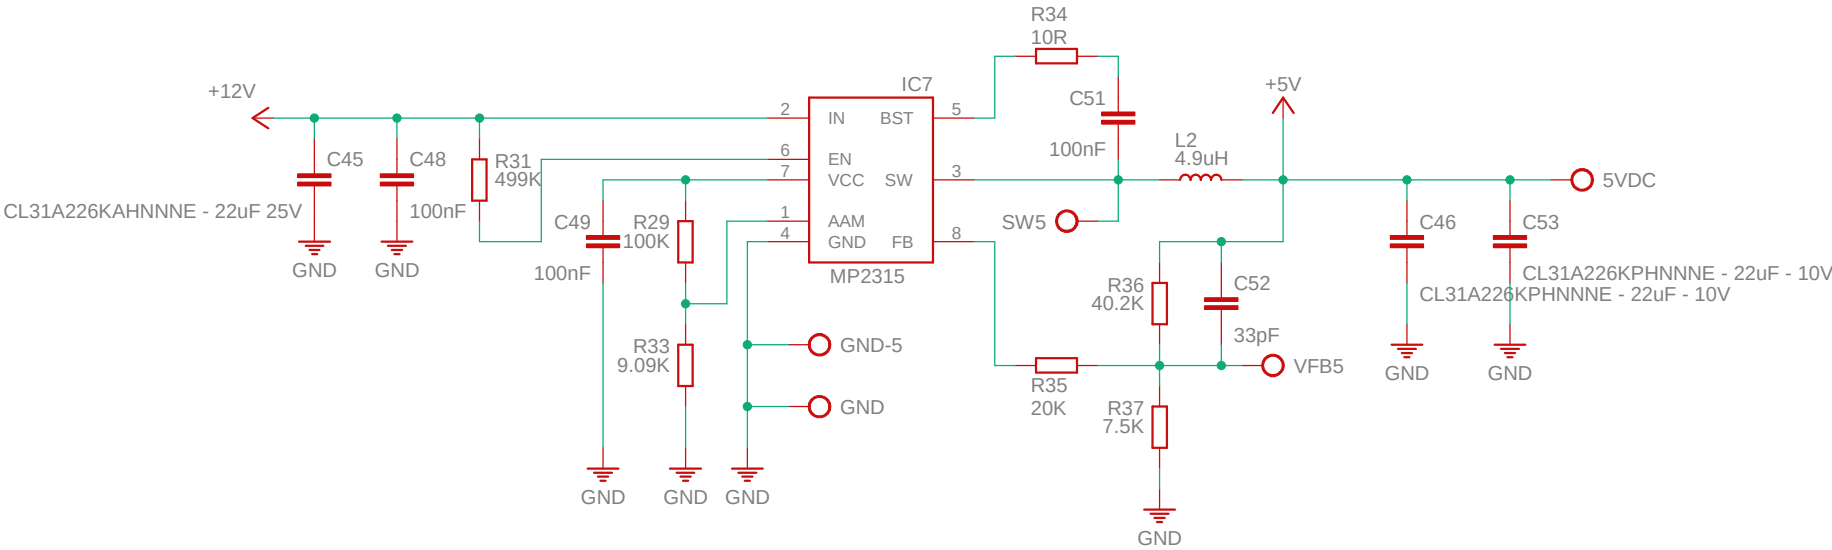 R34
10R
+12V
IC7
+5V
2
IN
BST
5
C51
100nF
L2
4.9uH
C45
C48
R31
499K
6
EN
7
VCC
SW
3
5VDC
CL31A226KAHNNNE - 22uF 25V
100nF
C49
R29
100K
1
AAM
SW5
C46
C53
4
GND
FB
8
GND
GND
100nF
MP2315
R36
40.2K
C52
33pF
CL31A226KPHNNNE - 22uF - 10V
CL31A226KPHNNNE - 22uF - 10V
R33
9.09K
GND-5
VFB5
GND
GND
R35
20K
GND
R37
7.5K
GND
GND
GND
GND